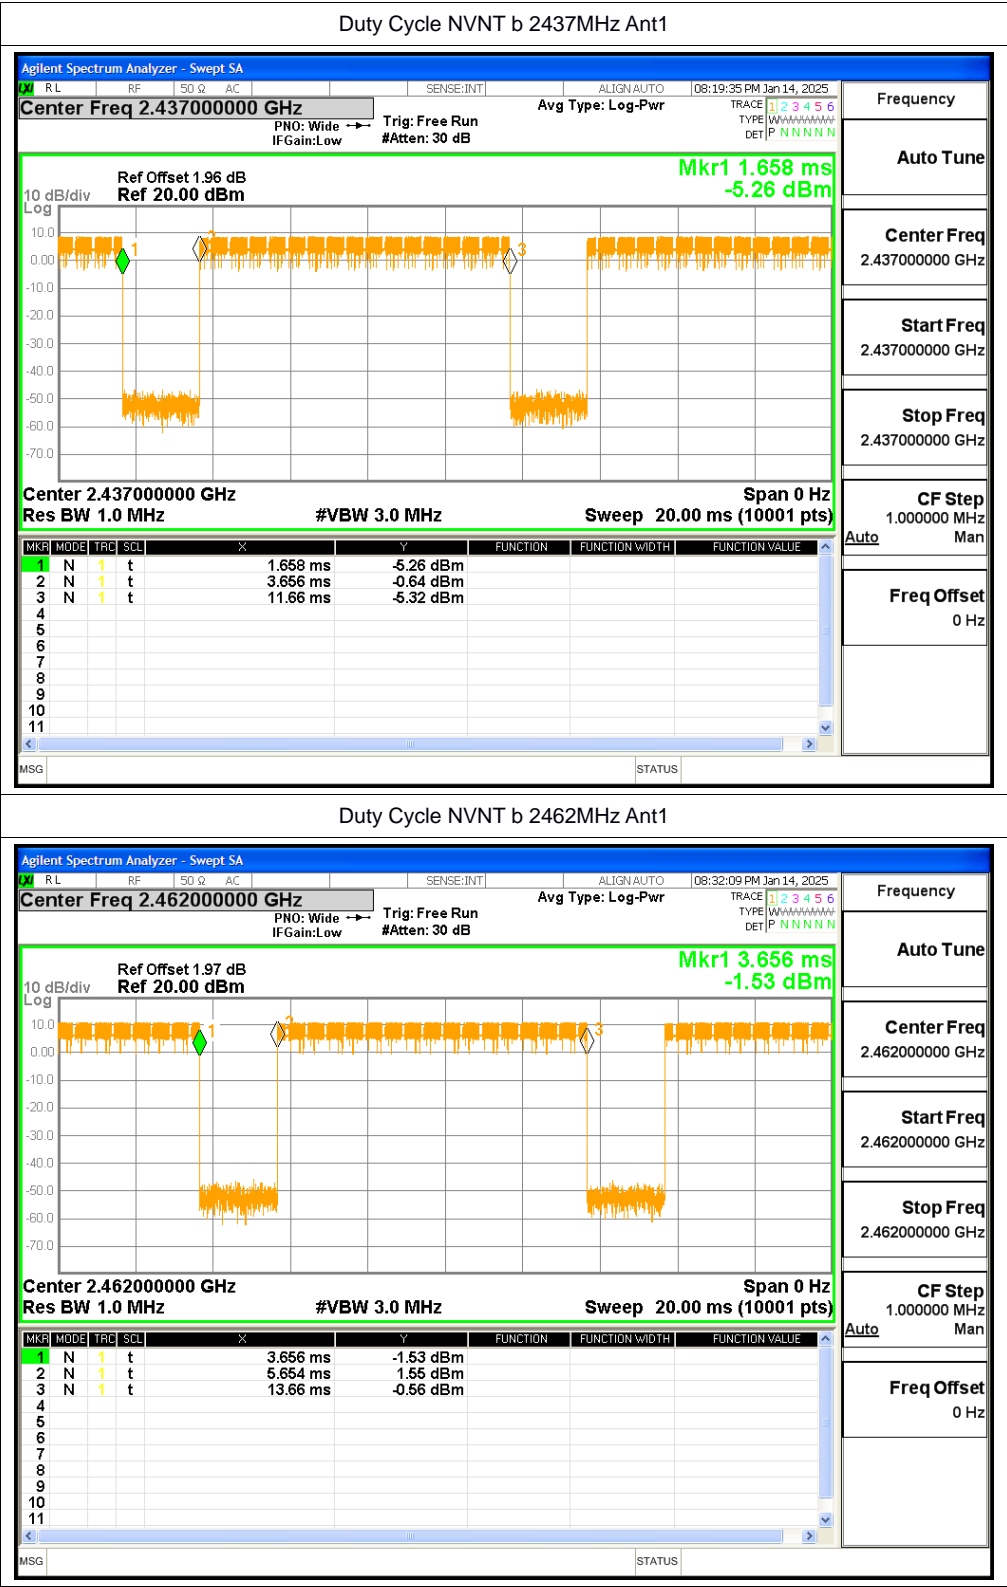 Duty Cycle NVNT b 2437MHz Ant1
Agilent Spectrum Analyzer - Swept SA
LXI RL RF 50 Ω AC SENSE:INT ALIGN AUTO 08:19:35 PM Jan 14, 2025
Center Freq 2.437000000 GHz
PNO: Wide
IFGain:Low
Trig: Free Run
#Atten: 30 dB
Avg Type: Log-Pwr
TRACE 1 2 3 4 5 6
TYPE W
DET P N N N N N
Mkr1 1.658 ms
-5.26 dBm
Ref Offset 1.96 dB
10 dB/div Ref 20.00 dBm
Log
10.0
0.00
-10.0
-20.0
-30.0
-40.0
-50.0
-60.0
-70.0
1
2
3
Center 2.437000000 GHz Span 0 Hz
Res BW 1.0 MHz #VBW 3.0 MHz Sweep 20.00 ms (10001 pts)
MKR MODE TRC SCL X Y FUNCTION FUNCTION WIDTH FUNCTION VALUE
1 N 1 t 1.658 ms -5.26 dBm
2 N 1 t 3.656 ms -0.64 dBm
3 N 1 t 11.66 ms -5.32 dBm
4
5
6
7
8
9
10
11
MSG STATUS
Frequency
Auto Tune
Center Freq
2.437000000 GHz
Start Freq
2.437000000 GHz
Stop Freq
2.437000000 GHz
CF Step
1.000000 MHz
Auto Man
Freq Offset
0 Hz
Duty Cycle NVNT b 2462MHz Ant1
Agilent Spectrum Analyzer - Swept SA
LXI RL RF 50 Ω AC SENSE:INT ALIGN AUTO 08:32:09 PM Jan 14, 2025
Center Freq 2.462000000 GHz
PNO: Wide
IFGain:Low
Trig: Free Run
#Atten: 30 dB
Avg Type: Log-Pwr
TRACE 1 2 3 4 5 6
TYPE W
DET P N N N N N
Mkr1 3.656 ms
-1.53 dBm
Ref Offset 1.97 dB
10 dB/div Ref 20.00 dBm
Log
10.0
0.00
-10.0
-20.0
-30.0
-40.0
-50.0
-60.0
-70.0
1
2
3
Center 2.462000000 GHz Span 0 Hz
Res BW 1.0 MHz #VBW 3.0 MHz Sweep 20.00 ms (10001 pts)
MKR MODE TRC SCL X Y FUNCTION FUNCTION WIDTH FUNCTION VALUE
1 N 1 t 3.656 ms -1.53 dBm
2 N 1 t 5.654 ms 1.55 dBm
3 N 1 t 13.66 ms -0.56 dBm
4
5
6
7
8
9
10
11
MSG STATUS
Frequency
Auto Tune
Center Freq
2.462000000 GHz
Start Freq
2.462000000 GHz
Stop Freq
2.462000000 GHz
CF Step
1.000000 MHz
Auto Man
Freq Offset
0 Hz